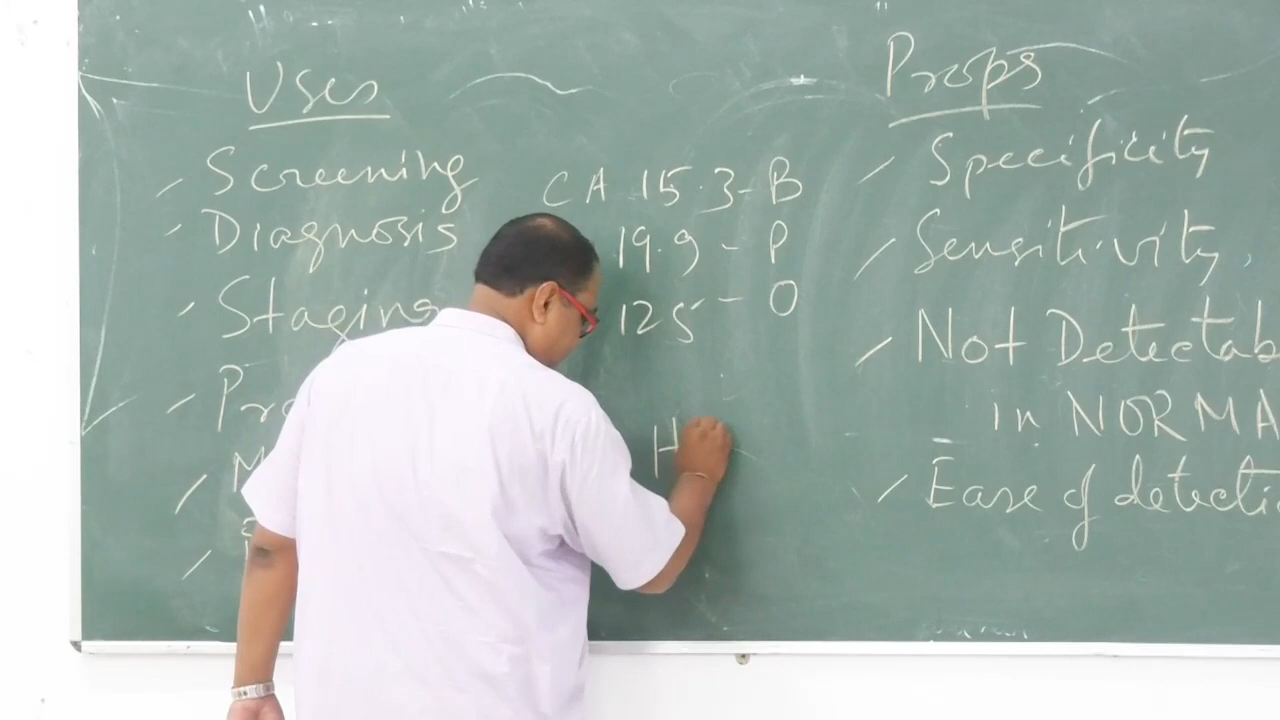 Uses
Screening
Diagnosis
Staging
CA 15.3 - B
19.9 - P
125 - O
H
Props
Specificity
Sensitivity
Not Detectab
in NORMA
Ease of detecti